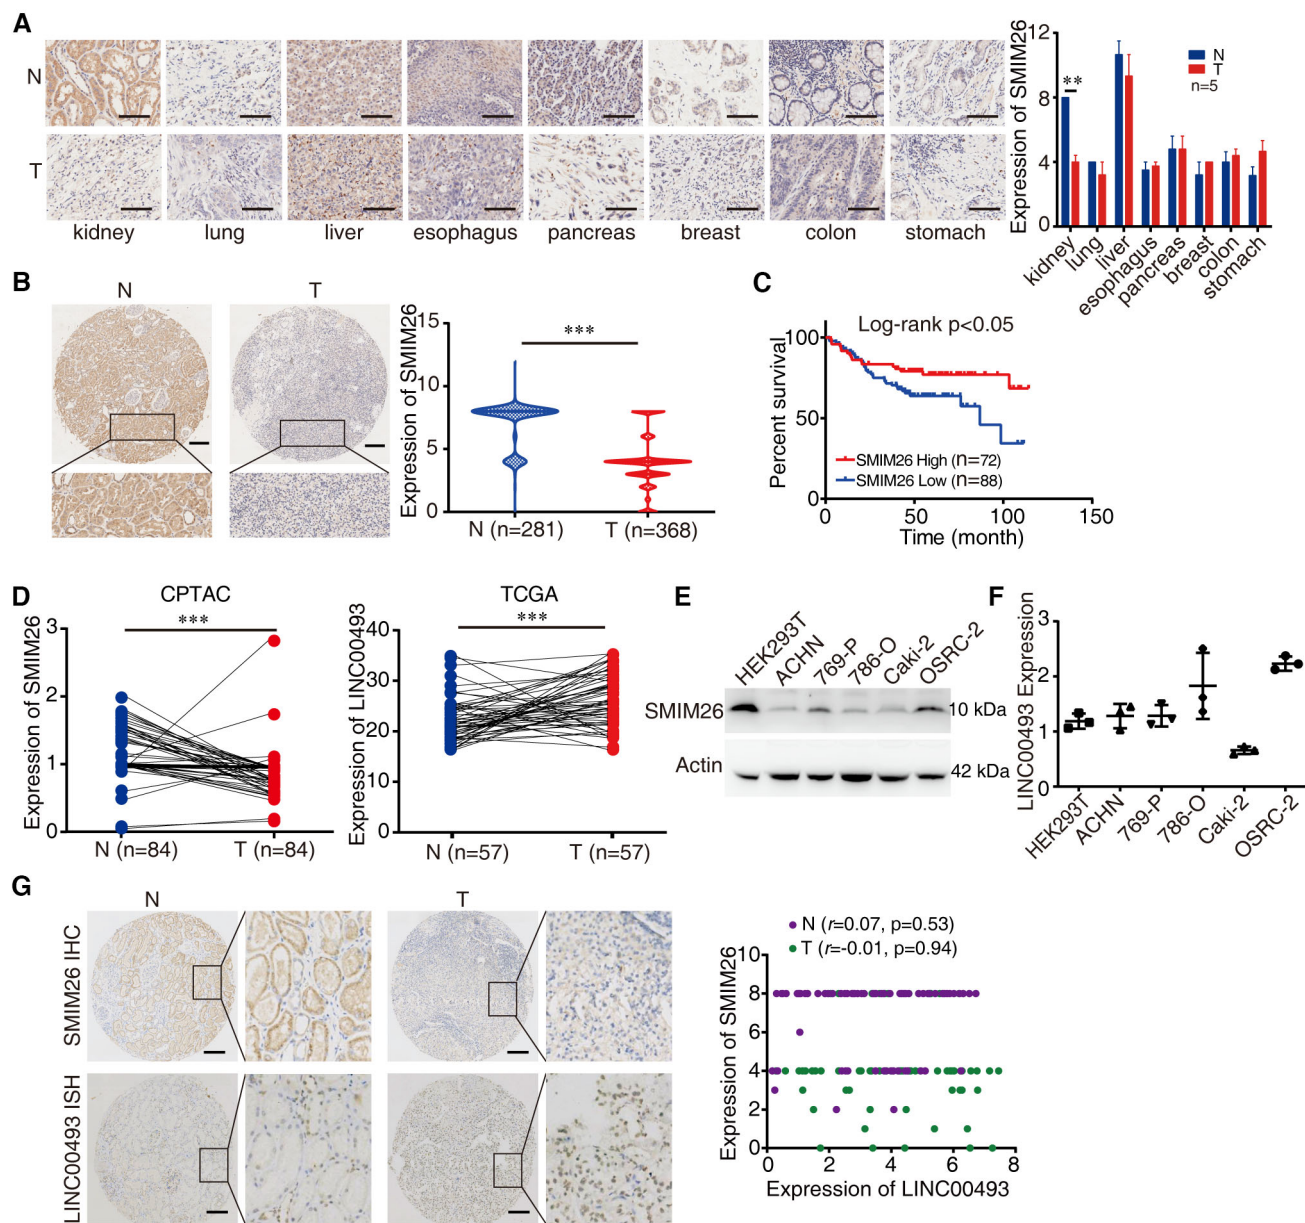 A
N
T
kidney lung liver esophagus pancreas breast colon stomach
Expression of SMIM26
12
8
4
0
**
N
T
n=5
kidney
lung
liver
esophagus
pancreas
breast
colon
stomach
B
N T
Expression of SMIM26
15
10
5
0
***
N (n=281) T (n=368)
C
Log-rank p<0.05
Percent survival
100
50
0
SMIM26 High (n=72)
SMIM26 Low (n=88)
0 50 100 150
Time (month)
D
CPTAC
***
Expression of SMIM26
3
2
1
0
N (n=84) T (n=84)
TCGA
***
Expression of LINC00493
40
30
20
10
0
N (n=57) T (n=57)
E
HEK293T
ACHN
769-P
786-O
Caki-2
OSRC-2
SMIM26 10 kDa
Actin 42 kDa
F
LINC00493 Expression
3
2
1
0
HEK293T
ACHN
769-P
786-O
Caki-2
OSRC-2
G
N T
SMIM26 IHC
LINC00493 ISH
N (r=0.07, p=0.53)
T (r=-0.01, p=0.94)
Expression of SMIM26
10
8
6
4
2
0
0 2 4 6 8
Expression of LINC00493